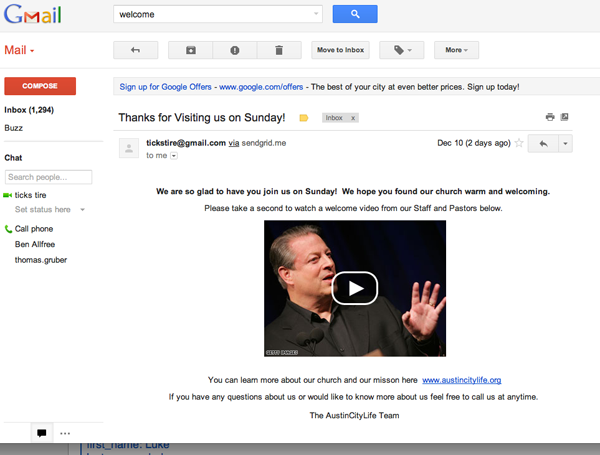 GMail
welcome
Mail
Move to Inbox
More
COMPOSE
Sign up for Google Offers - www.google.com/offers - The best of your city at even better prices. Sign up today!
Inbox (1,294)
Buzz
Thanks for Visiting us on Sunday!
Inbox x
tickstire@gmail.com via sendgrid.me
Dec 10 (2 days ago)
to me
Chat
Search people...
ticks tire
Set status here
Call phone
Ben Allfree
thomas.gruber
We are so glad to have you join us on Sunday! We hope you found our church warm and welcoming.
Please take a second to watch a welcome video from our Staff and Pastors below.
GETTY IMAGES
You can learn more about our church and our misson here www.austincitylife.org
If you have any questions about us or would like to know more about us feel free to call us at anytime.
The AustinCityLife Team
first_name: Luke